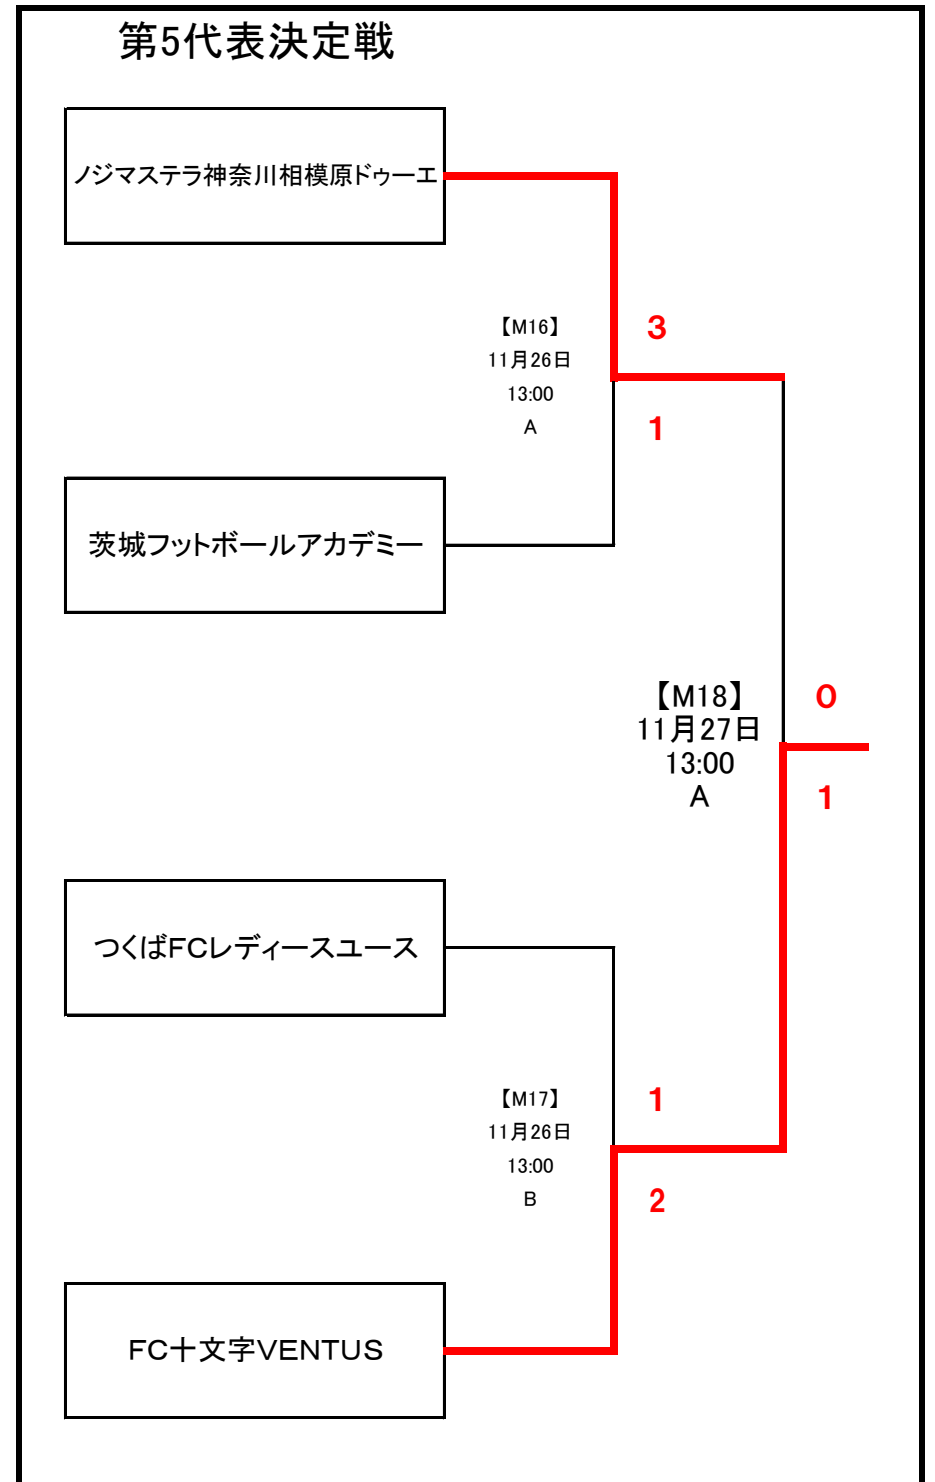 第5代表決定戦
ノジマステラ神奈川相模原ドゥーエ
【M16】
11月26日
13:00
A
3
1
茨城フットボールアカデミー
【M18】
11月27日
13:00
A
0
1
つくばFCレディースユース
【M17】
11月26日
13:00
B
1
2
FC十文字VENTUS